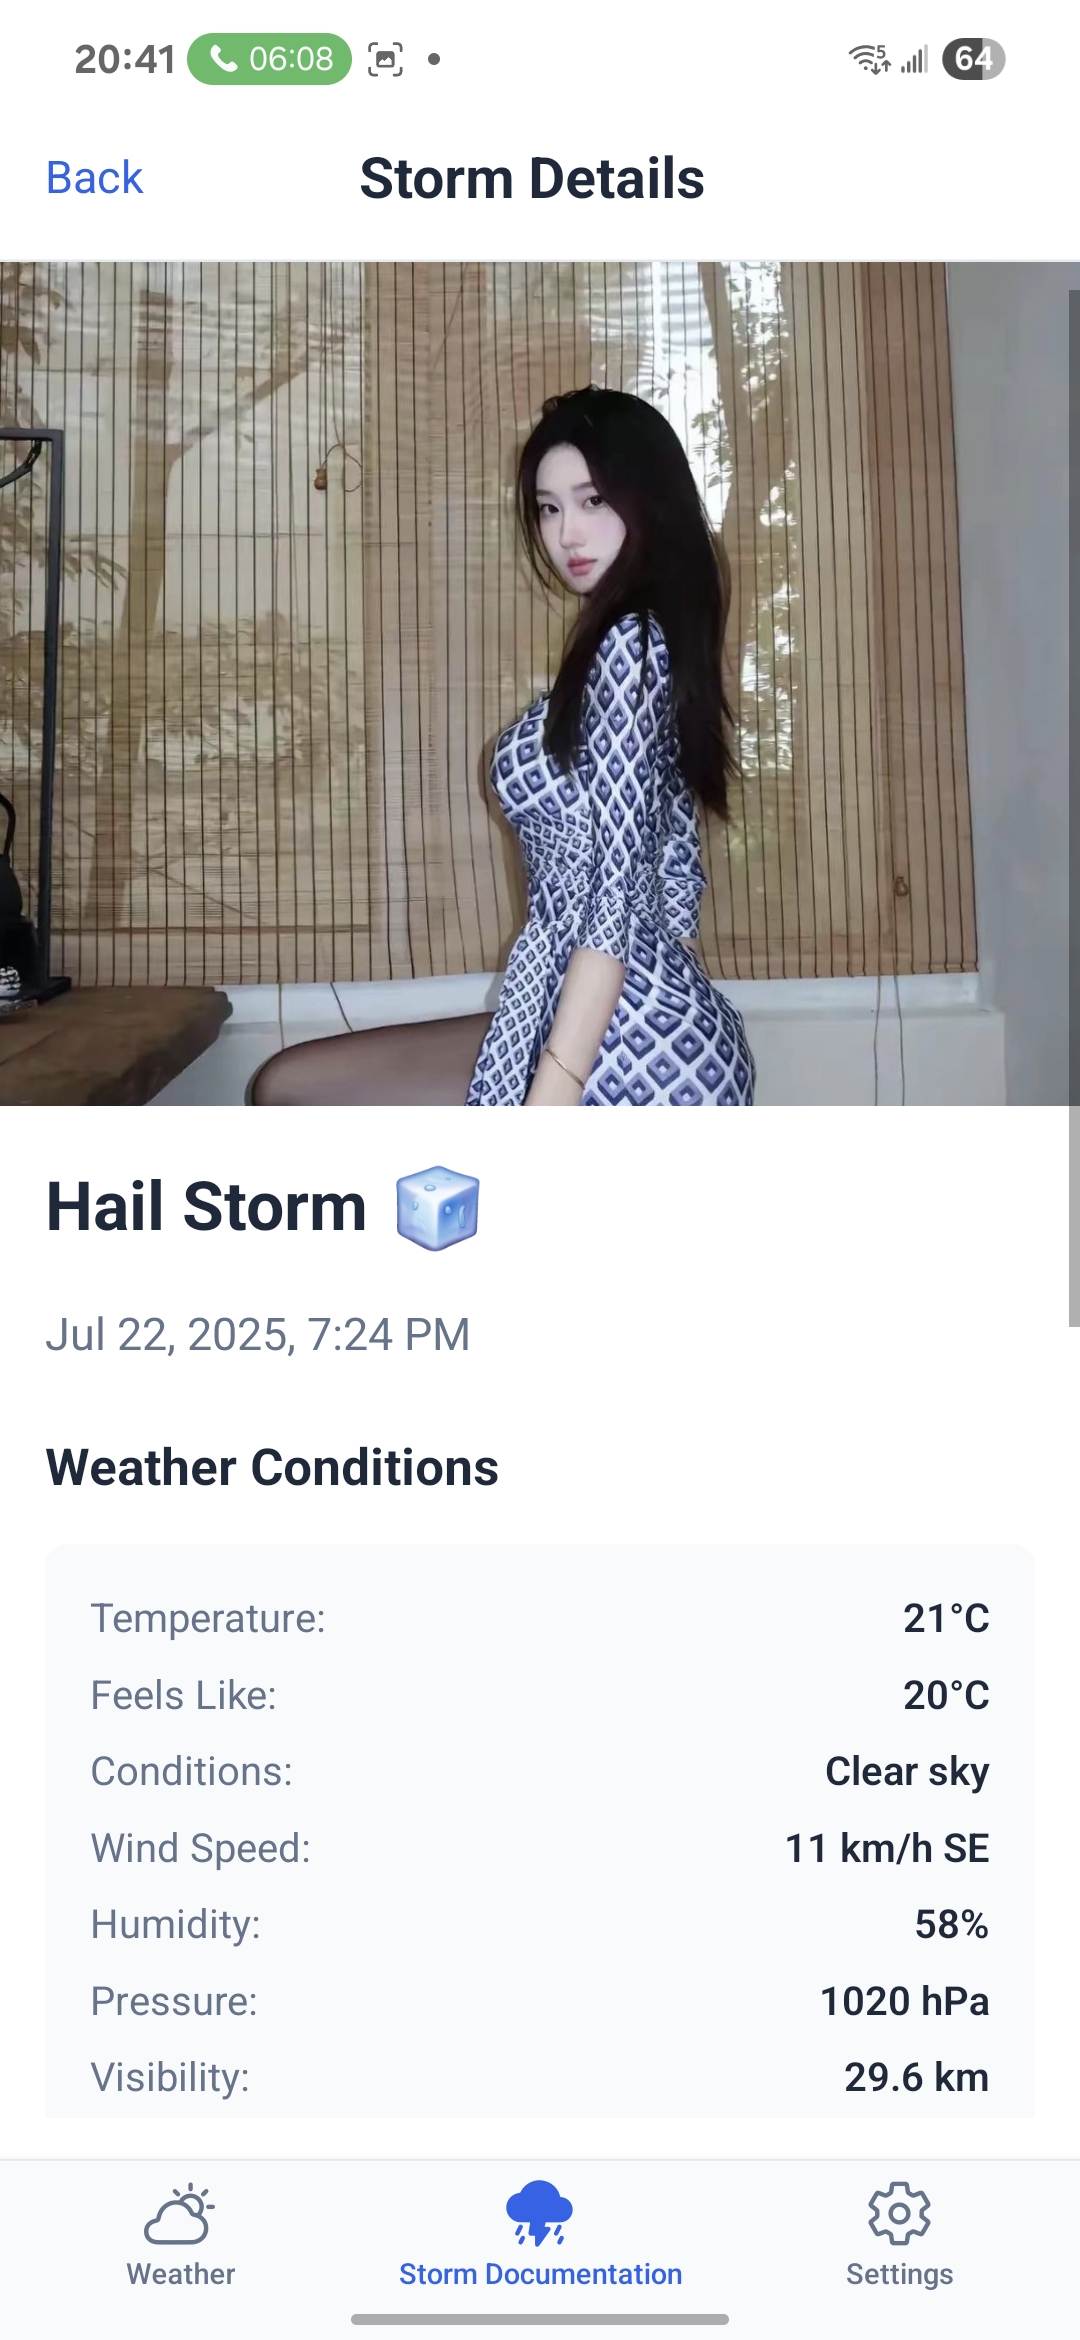 20:41 06:08 5 64
Back Storm Details
Hail Storm
Jul 22, 2025, 7:24 PM
Weather Conditions
Temperature: 21°C
Feels Like: 20°C
Conditions: Clear sky
Wind Speed: 11 km/h SE
Humidity: 58%
Pressure: 1020 hPa
Visibility: 29.6 km
Weather Storm Documentation Settings